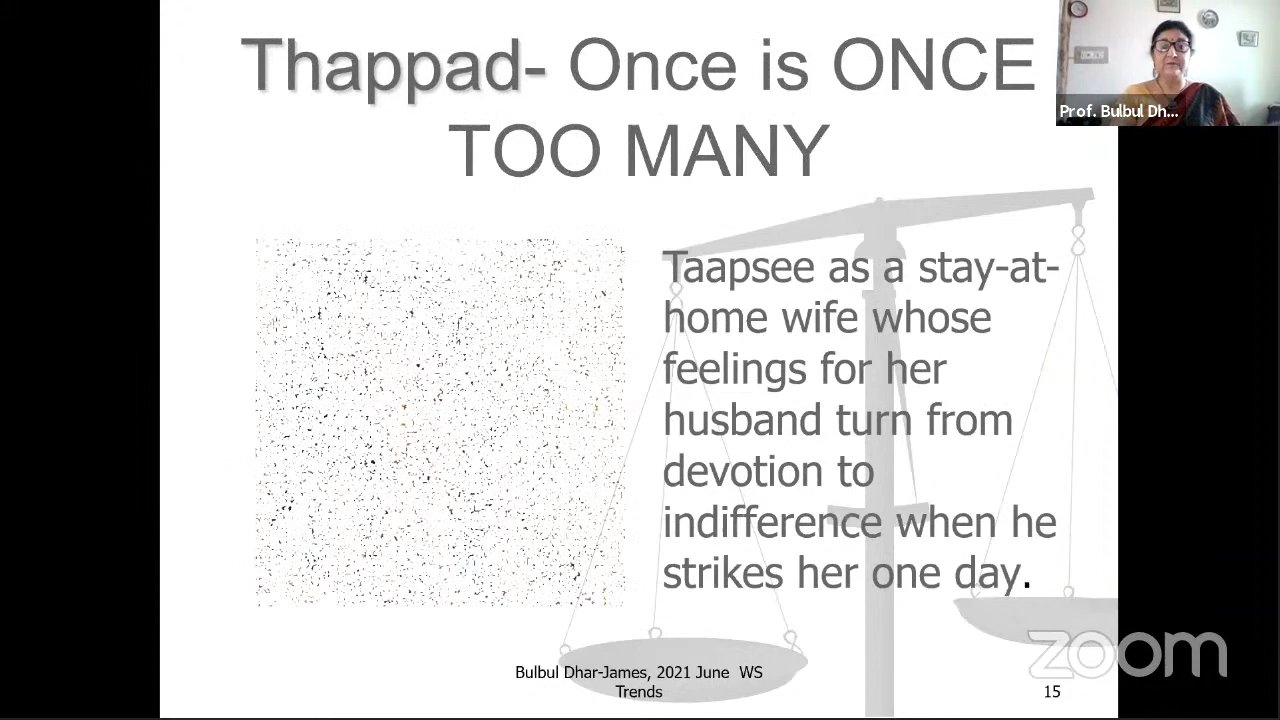 Thappad- Once is ONCE
TOO MANY
Prof. Bulbul Dh...
Taapsee as a stay-at-
home wife whose
feelings for her
husband turn from
devotion to
indifference when he
strikes her one day.
zoom
Bulbul Dhar-James, 2021 June WS
Trends
15